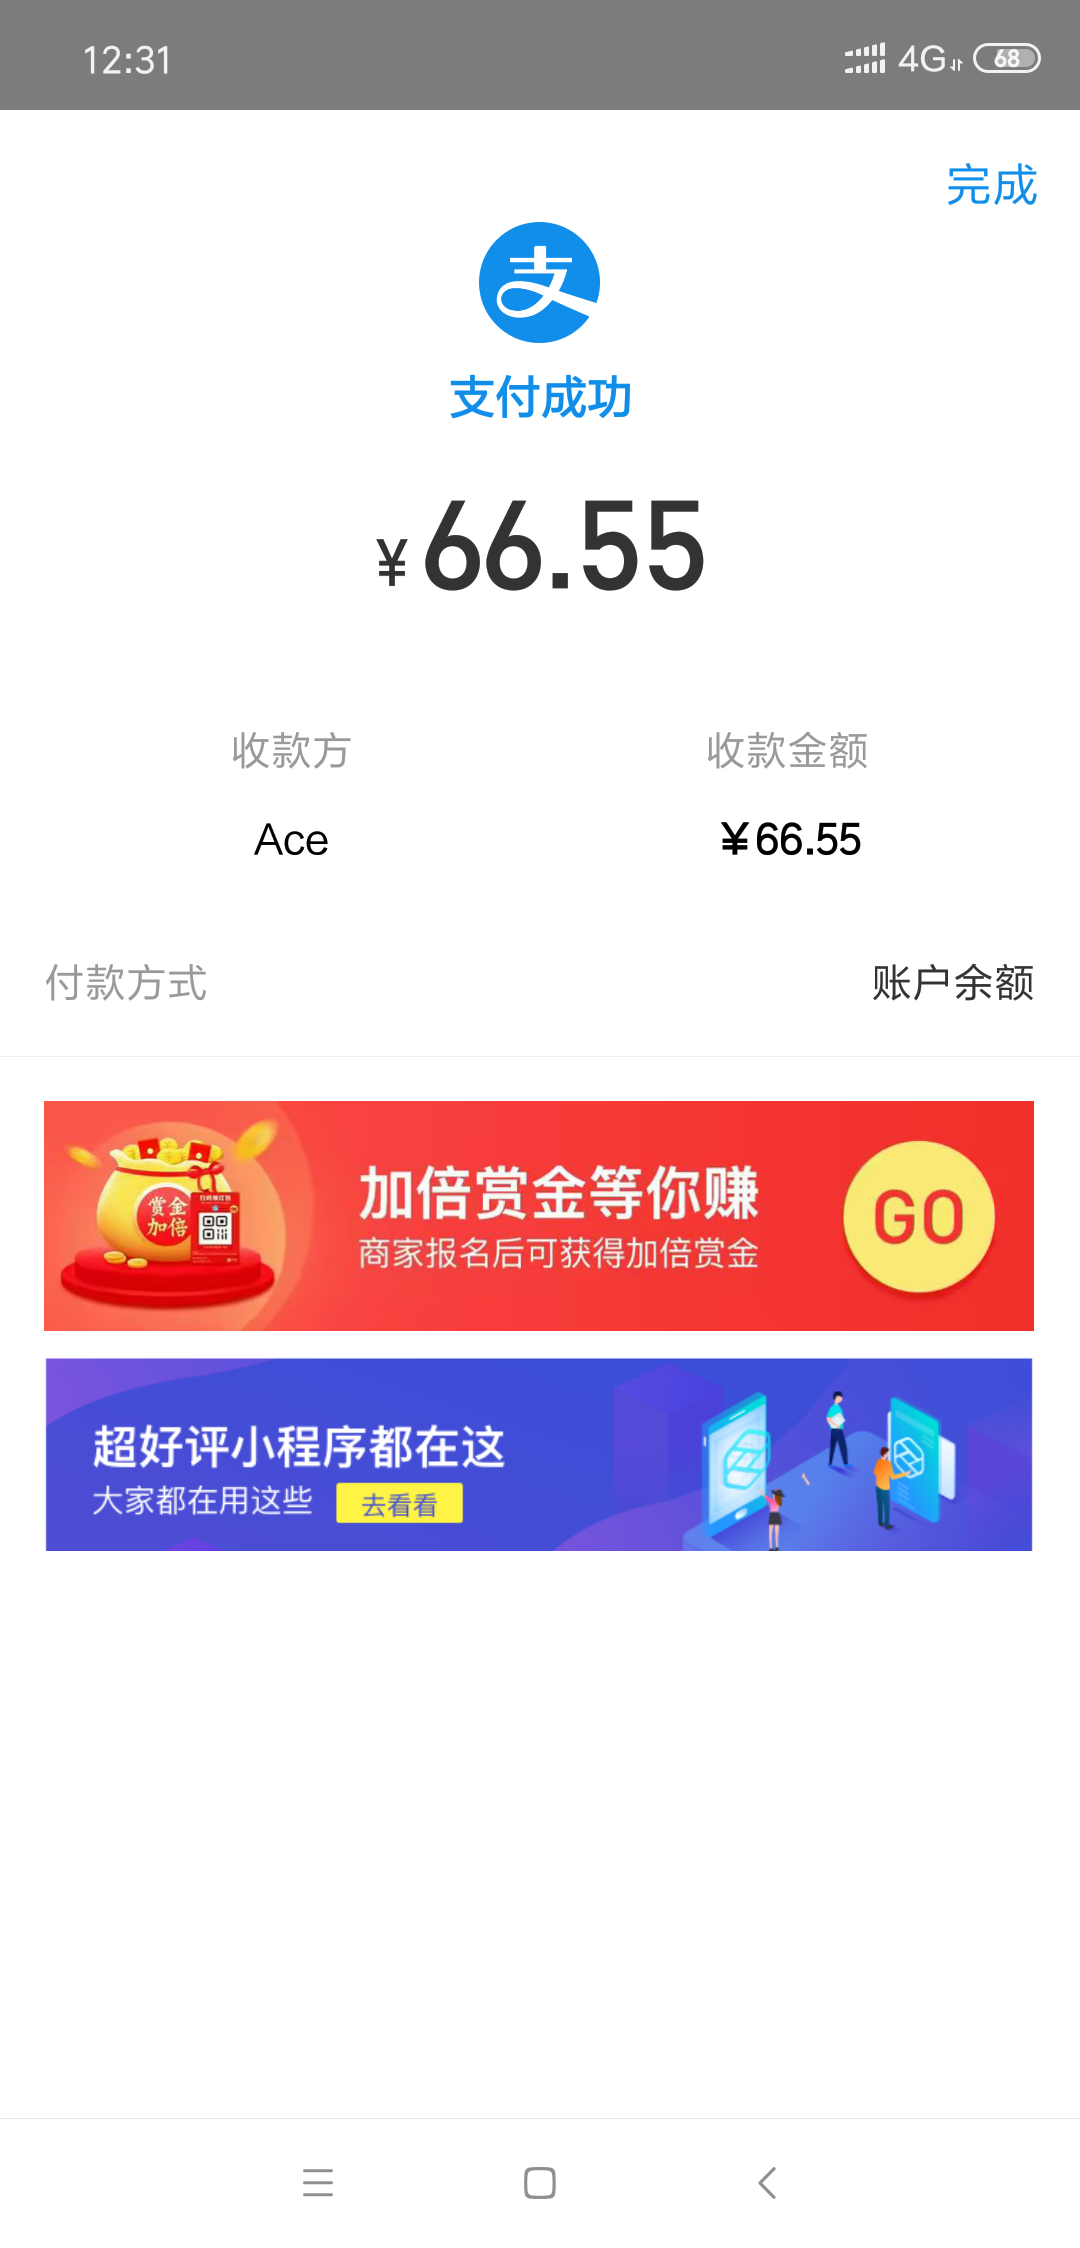 12:31
4G
68
完成
支
支付成功
¥66.55
收款方
收款金额
Ace
¥66.55
付款方式
账户余额
赏金
加倍
加倍赏金等你赚
商家报名后可获得加倍赏金
GO
超好评小程序都在这
大家都在用这些
去看看